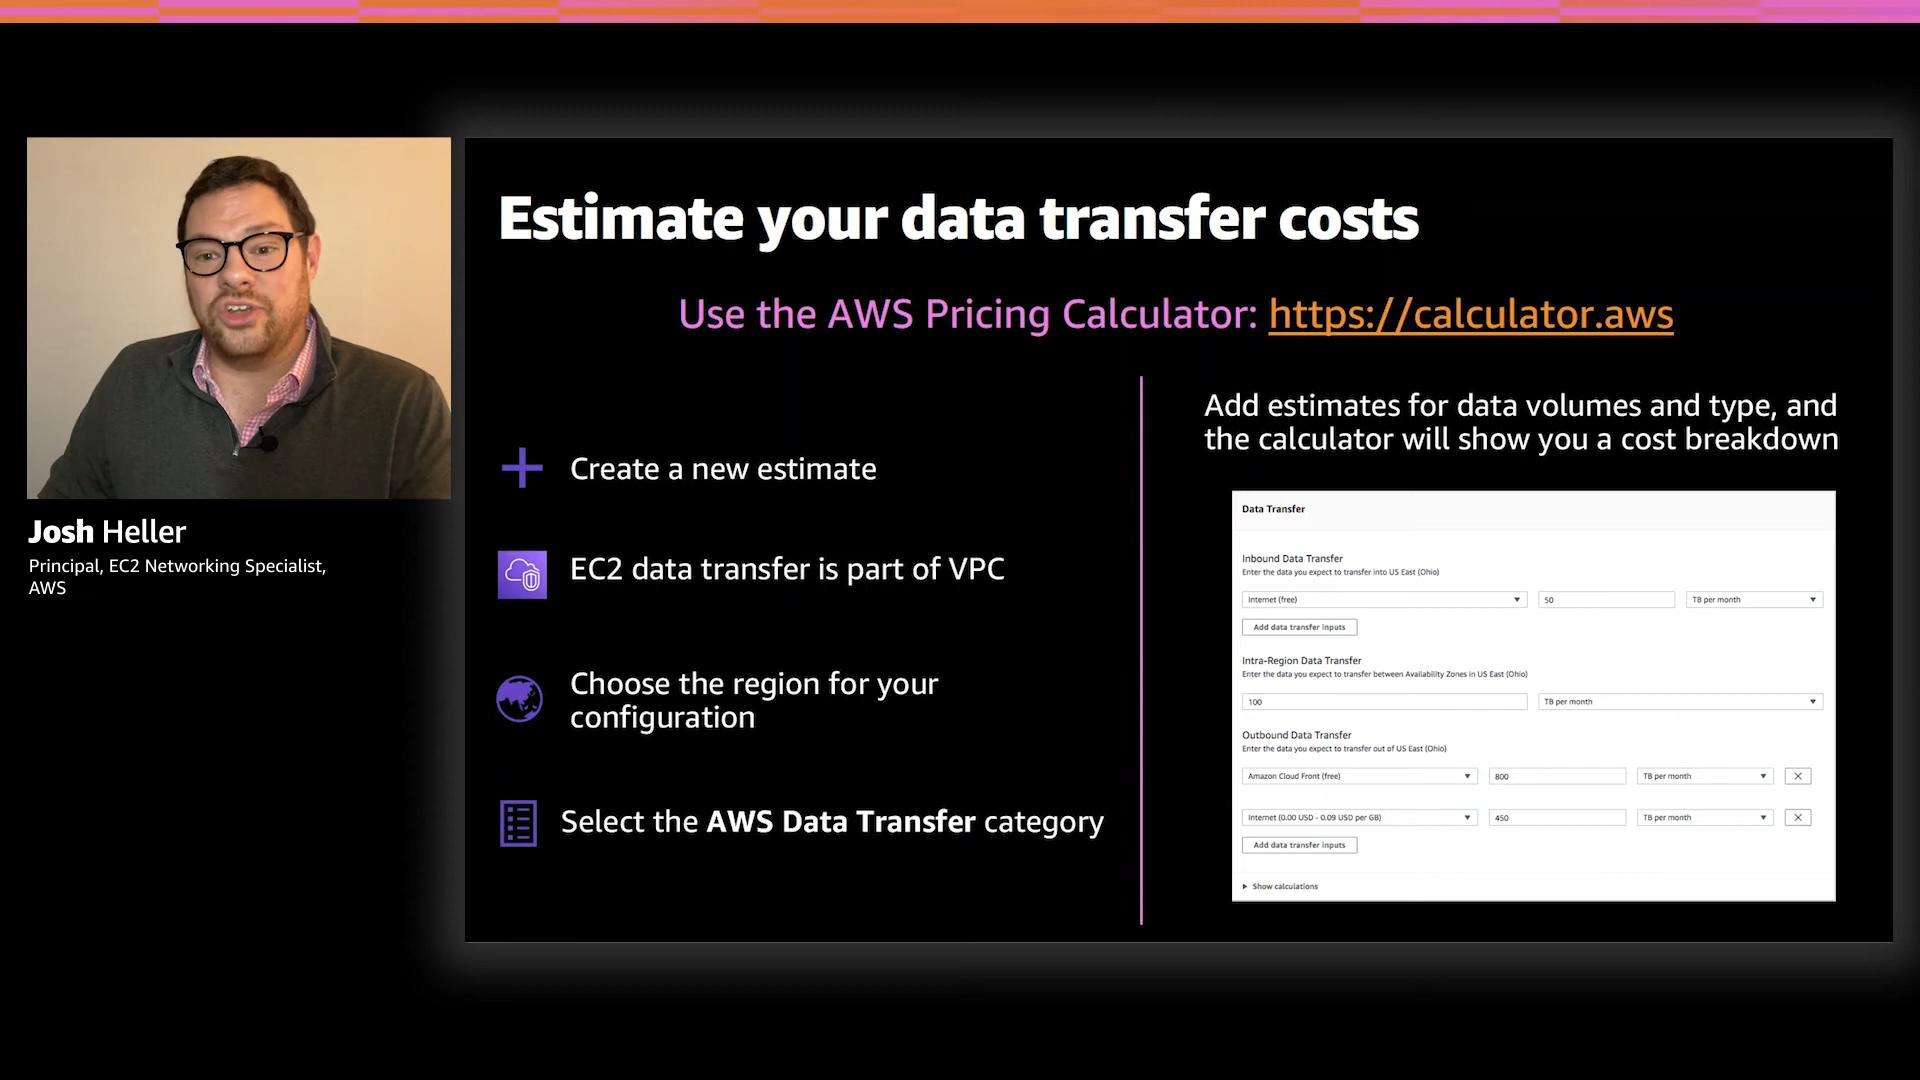 Estimate your data transfer costs
Use the AWS Pricing Calculator: https://calculator.aws
Josh Heller
Principal, EC2 Networking Specialist,
AWS
Create a new estimate
EC2 data transfer is part of VPC
Choose the region for your
configuration
Select the AWS Data Transfer category
Add estimates for data volumes and type, and
the calculator will show you a cost breakdown
Data Transfer
Inbound Data Transfer
Enter the data you expect to transfer into US East (Ohio)
Internet (free) 50 TB per month
Add data transfer inputs
Intra-Region Data Transfer
Enter the data you expect to transfer between Availability Zones in US East (Ohio)
100 TB per month
Outbound Data Transfer
Enter the data you expect to transfer out of US East (Ohio)
Amazon Cloud Front (free) 800 TB per month
Internet (0.00 USD - 0.09 USD per GB) 450 TB per month
Add data transfer inputs
Show calculations